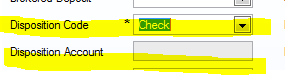 Brokered Deposit
Disposition Code * Check
Disposition Account